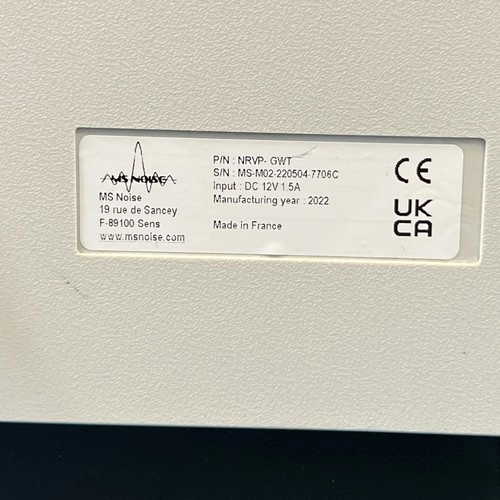 MS NOISE
MS Noise
19 rue de Sancey
F-89100 Sens
www.msnoise.com
P/N : NRVP- GWT
S/N : MS-M02-220504-7706C
Input : DC 12V 1.5A
Manufacturing year : 2022
Made in France
CE
UK
CA